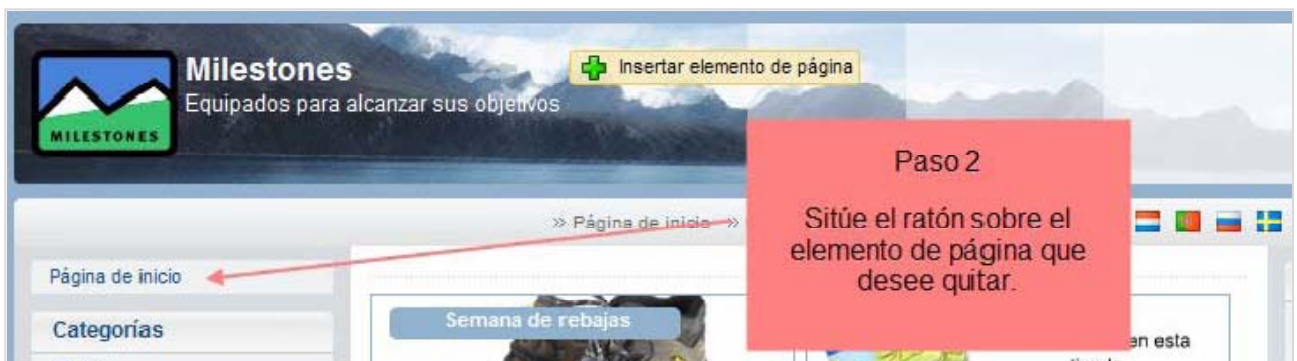 Milestones
Insertar elemento de página
Equipados para alcanzar sus objetivos
MILESTONES
Paso 2
Sitúe el ratón sobre el
elemento de página que
desee quitar.
» Página de inicio »
Página de inicio
Categorías
Semana de rebajas
en esta